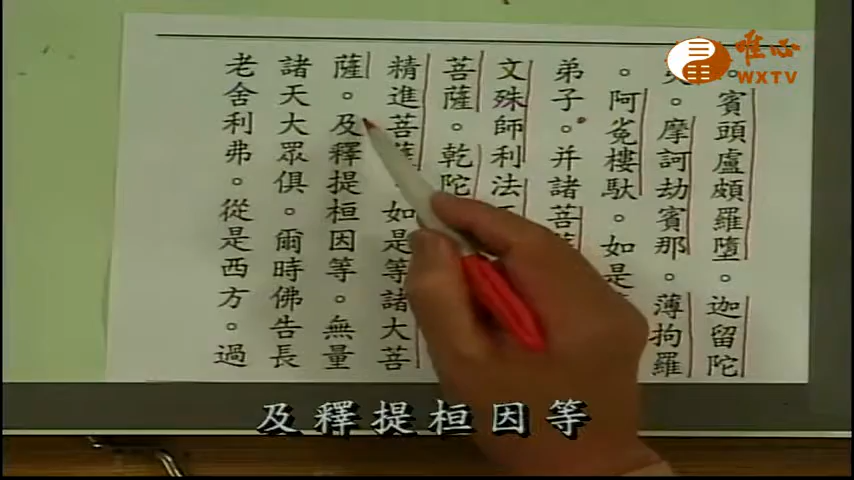 唯心
WXTV
。賓頭盧頗羅墮。迦留陀
夷。摩訶劫賓那。薄拘羅
。阿㝹樓馱。如是
弟子。并諸菩
文殊師利法
菩薩。乾陀
精進菩薩。如是等諸大菩
薩。及釋提桓因等。無量
諸天大眾俱。爾時佛告長
老舍利弗。從是西方。過
及釋提桓因等